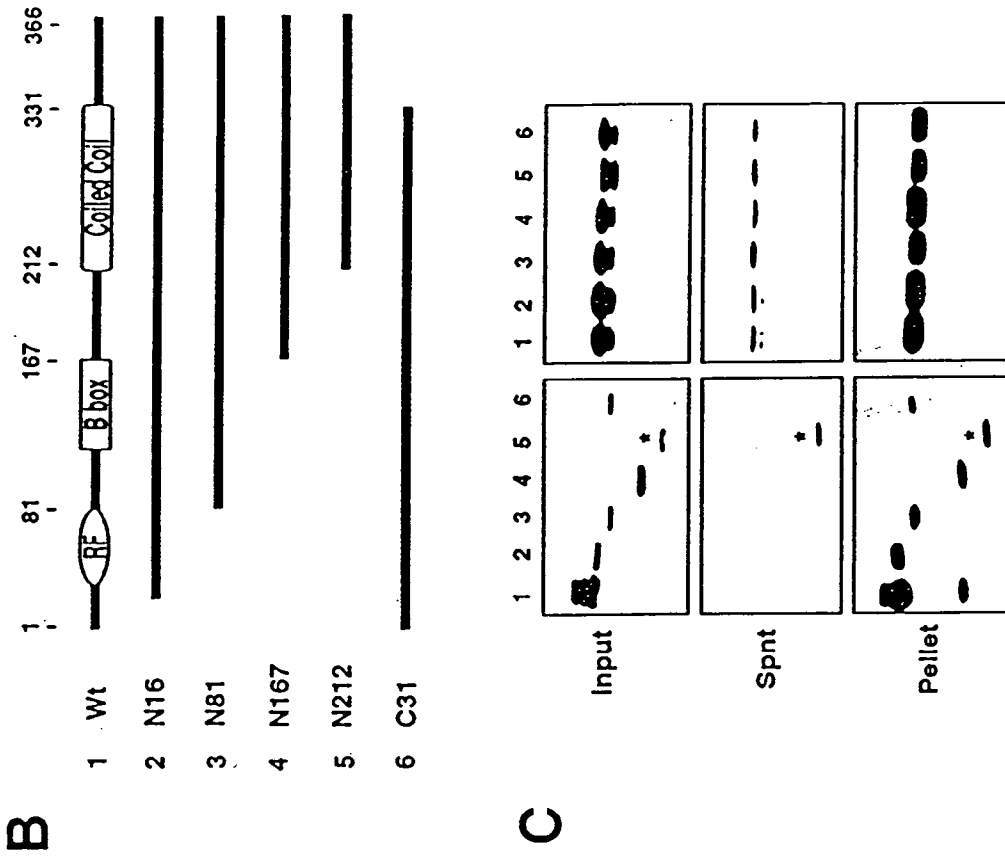 B
1 81 167 212 331 366
RF B box Coiled Coil
1 Wt
2 N16
3 N81
4 N167
5 N212
6 C31
C
1 2 3 4 5 6 1 2 3 4 5 6
Input
*
Spnt
*
Pellet
*